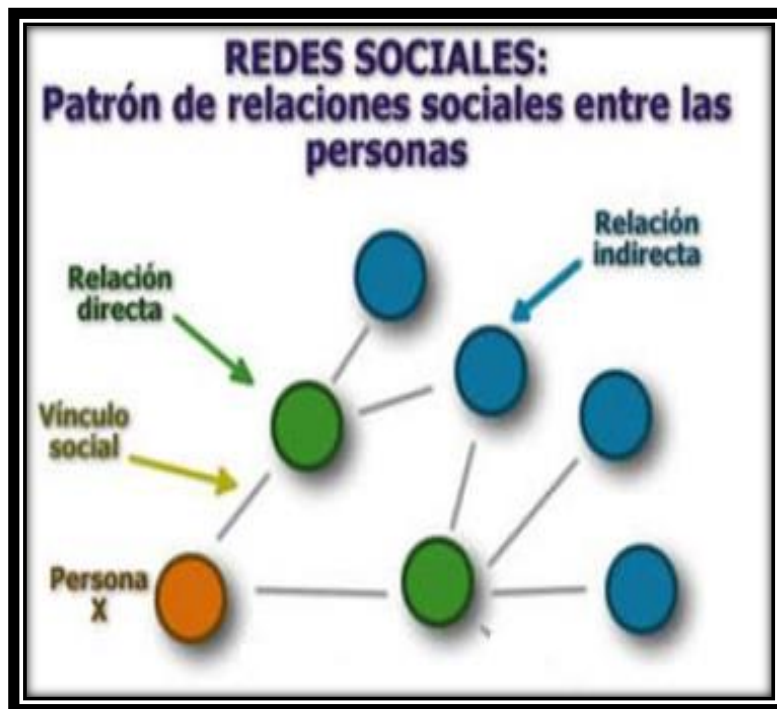 REDES SOCIALES:
Patrón de relaciones sociales entre las
personas
Relación
indirecta
Relación
directa
Vínculo
social
Persona
X